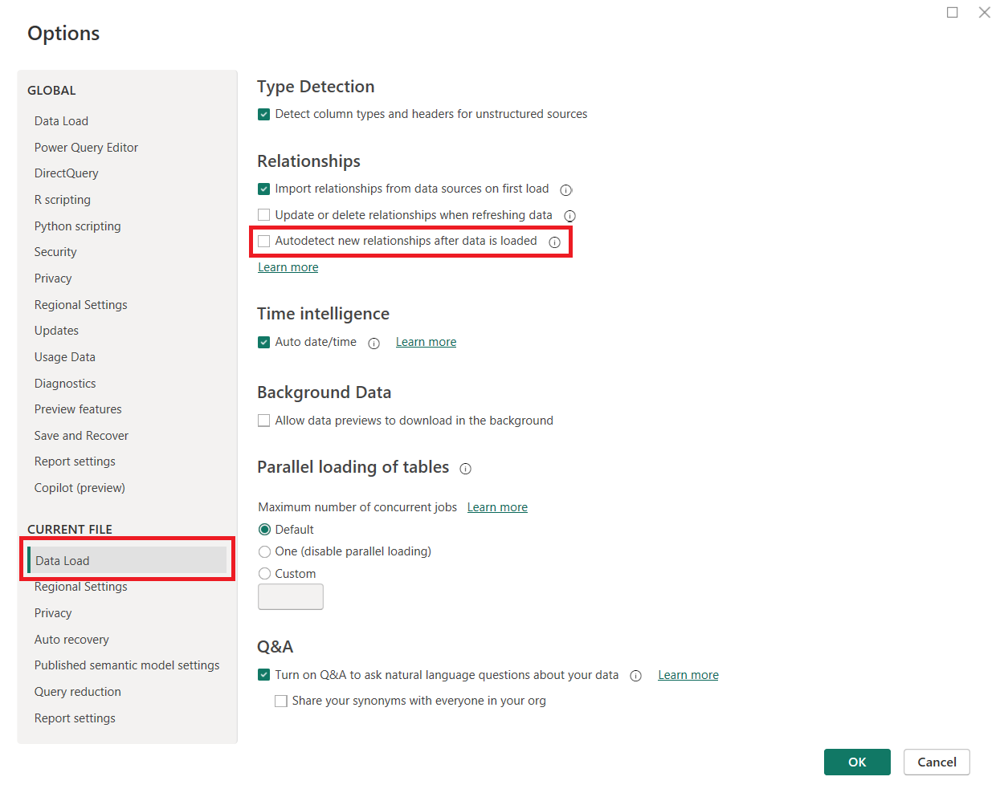 Options
GLOBAL
Data Load
Power Query Editor
DirectQuery
R scripting
Python scripting
Security
Privacy
Regional Settings
Updates
Usage Data
Diagnostics
Preview features
Save and Recover
Report settings
Copilot (preview)
CURRENT FILE
Data Load
Regional Settings
Privacy
Auto recovery
Published semantic model settings
Query reduction
Report settings
Type Detection
Detect column types and headers for unstructured sources
Relationships
Import relationships from data sources on first load
Update or delete relationships when refreshing data
Autodetect new relationships after data is loaded
Learn more
Time intelligence
Auto date/time Learn more
Background Data
Allow data previews to download in the background
Parallel loading of tables
Maximum number of concurrent jobs Learn more
Default
One (disable parallel loading)
Custom
Q&A
Turn on Q&A to ask natural language questions about your data Learn more
Share your synonyms with everyone in your org
OK Cancel